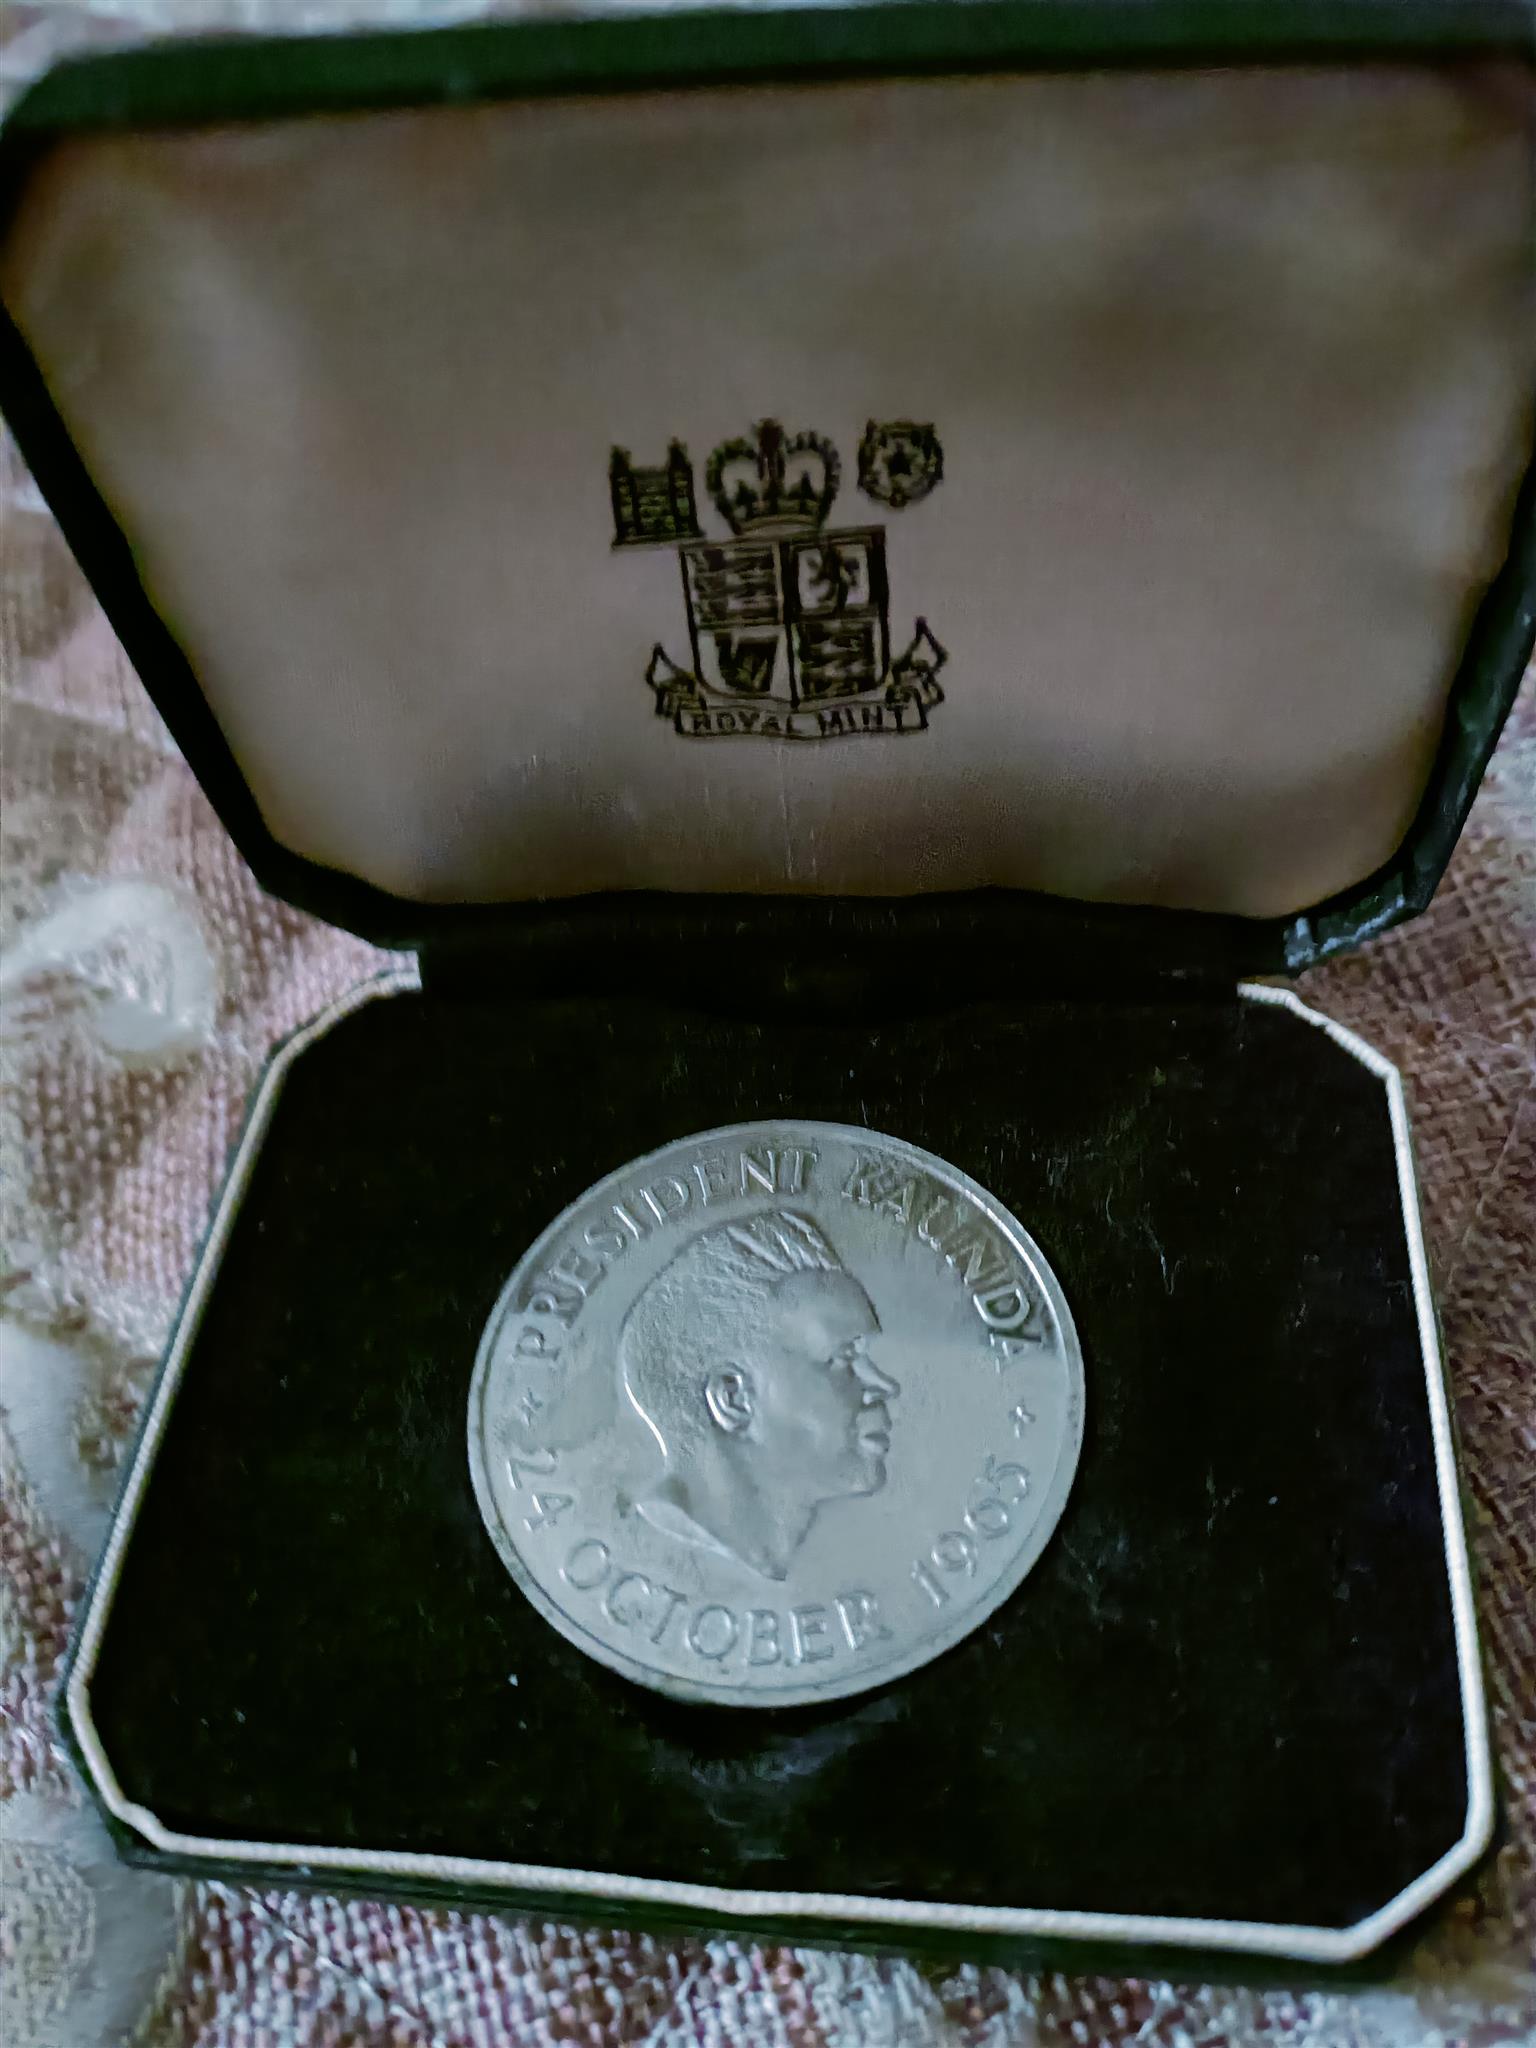 ROYAL MINT
PRESIDENT KAUNDA
24 OCTOBER 1965